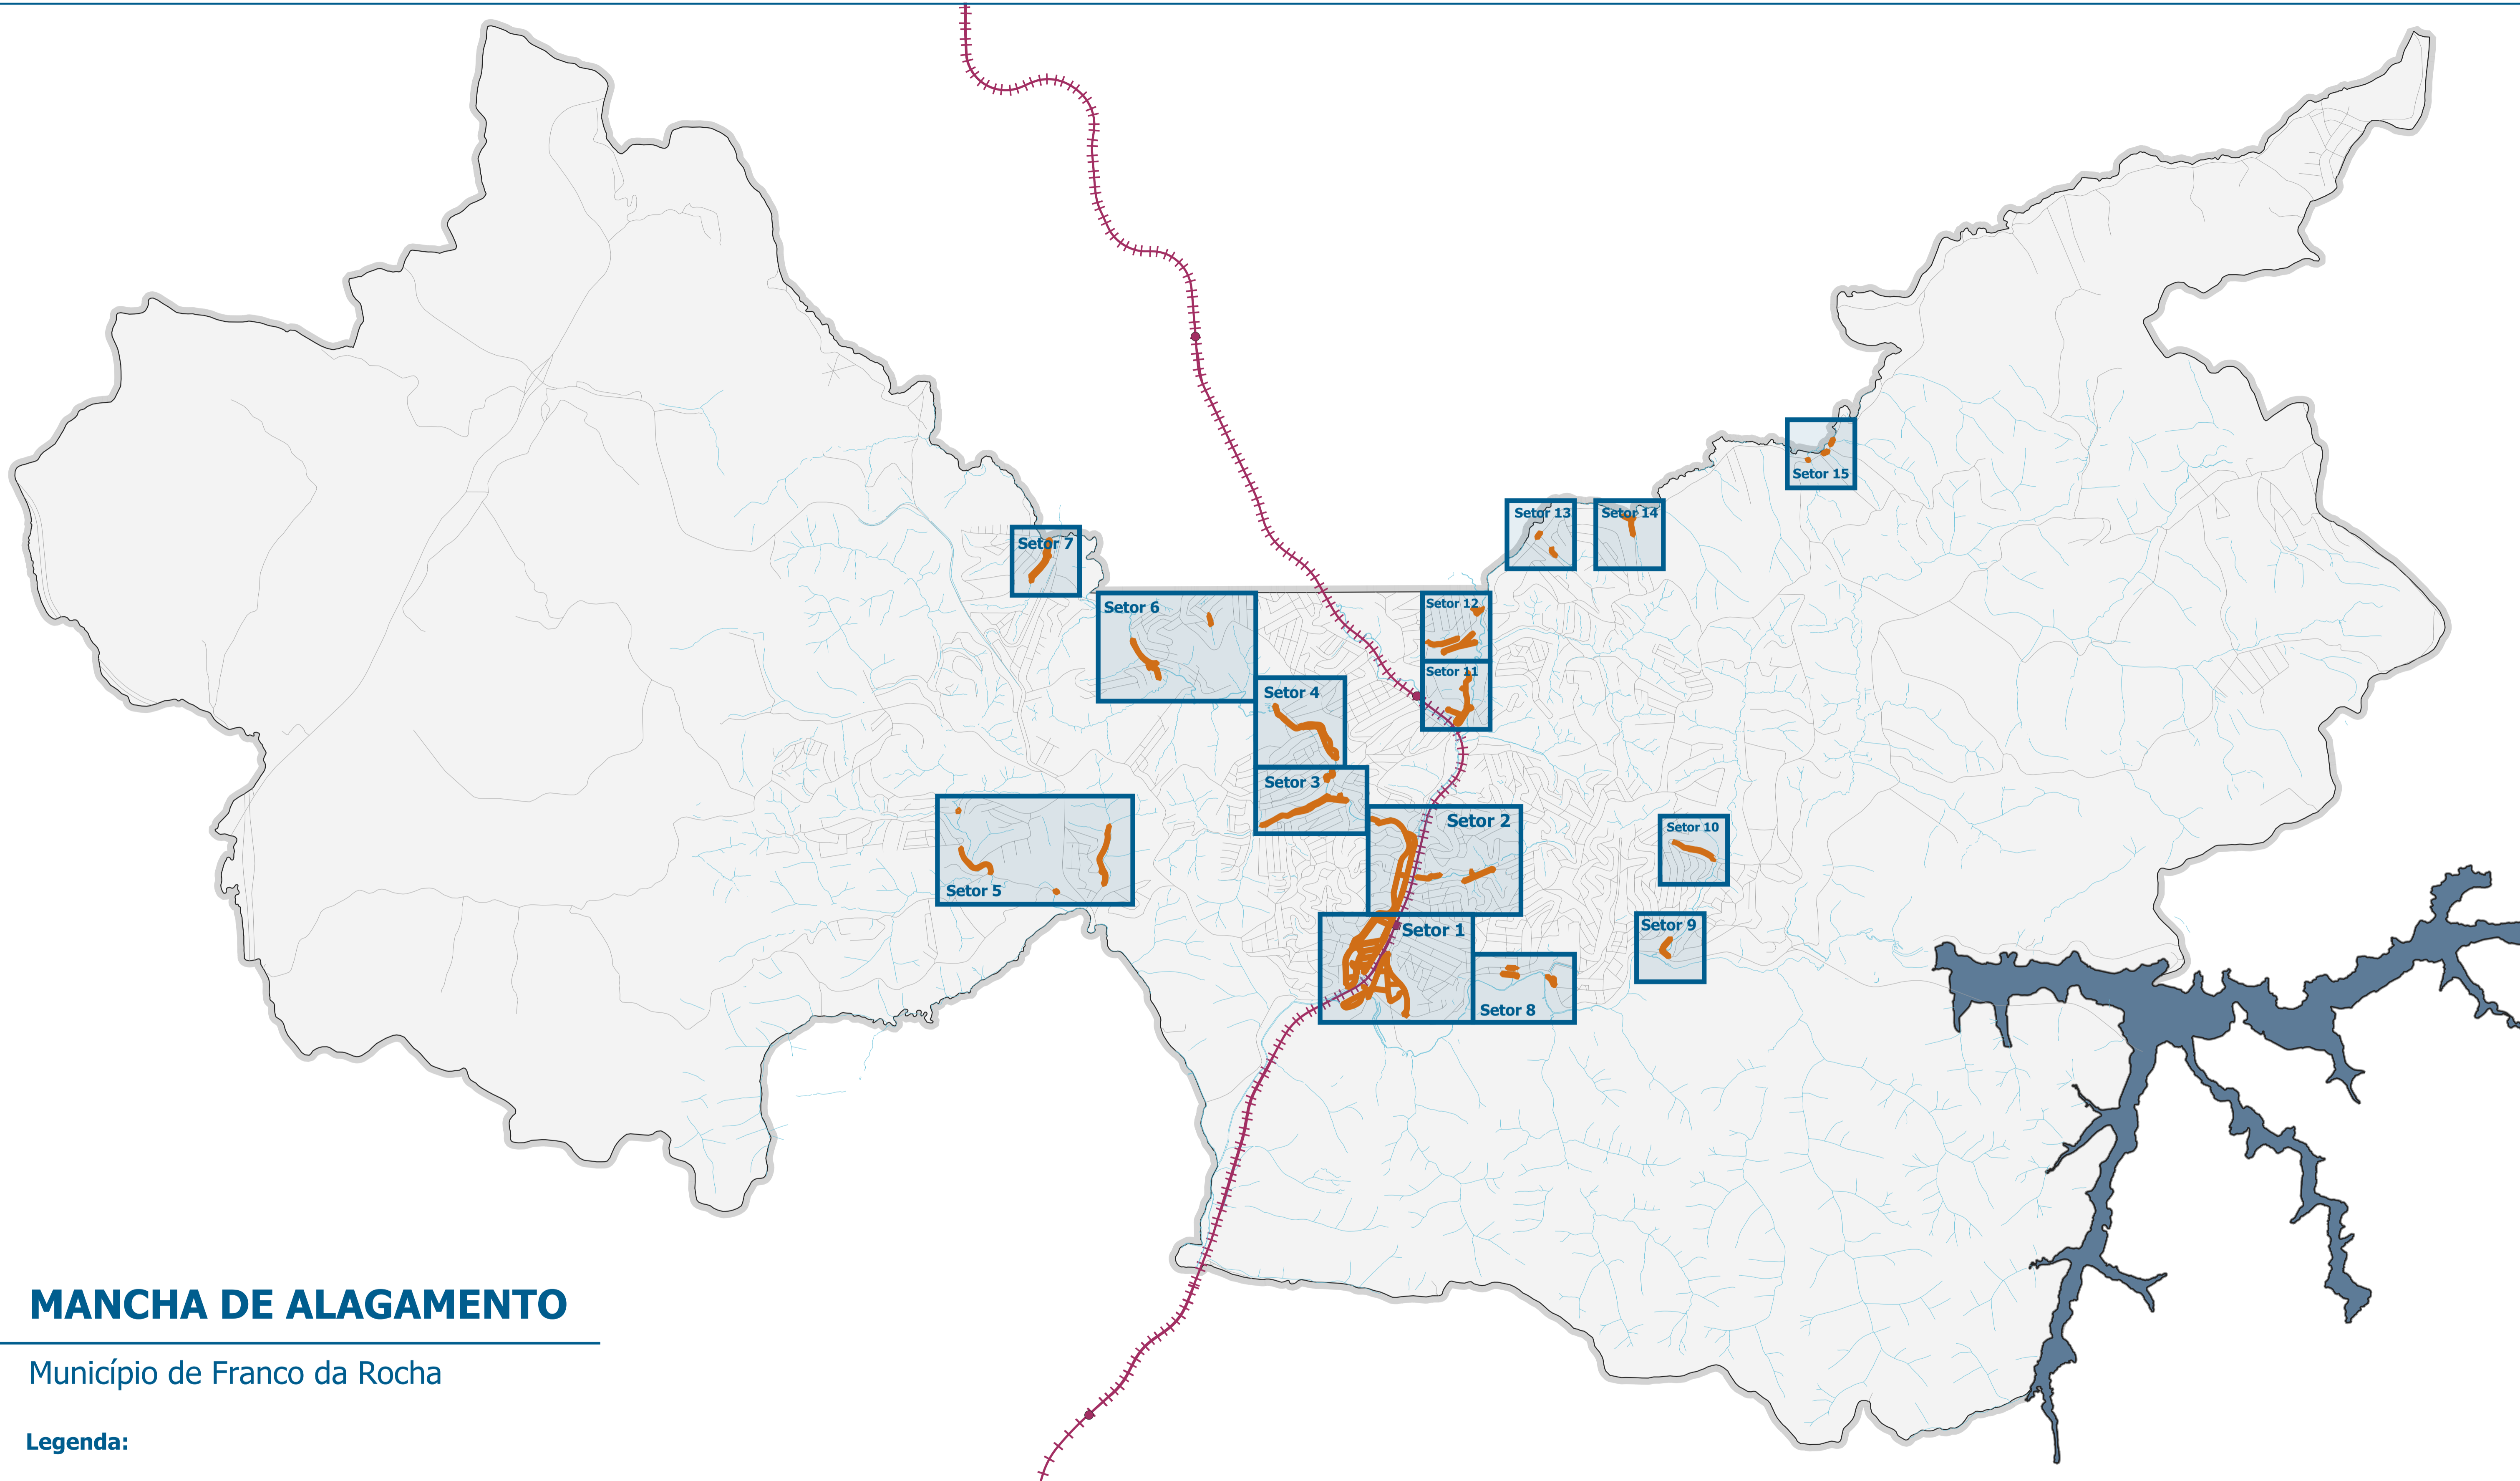 Setor 15
Setor 13
Setor 14
Setor 7
Setor 6
Setor 12
Setor 11
Setor 4
Setor 3
Setor 2
Setor 10
Setor 5
Setor 1
Setor 9
Setor 8
MANCHA DE ALAGAMENTO
Município de Franco da Rocha
Legenda: